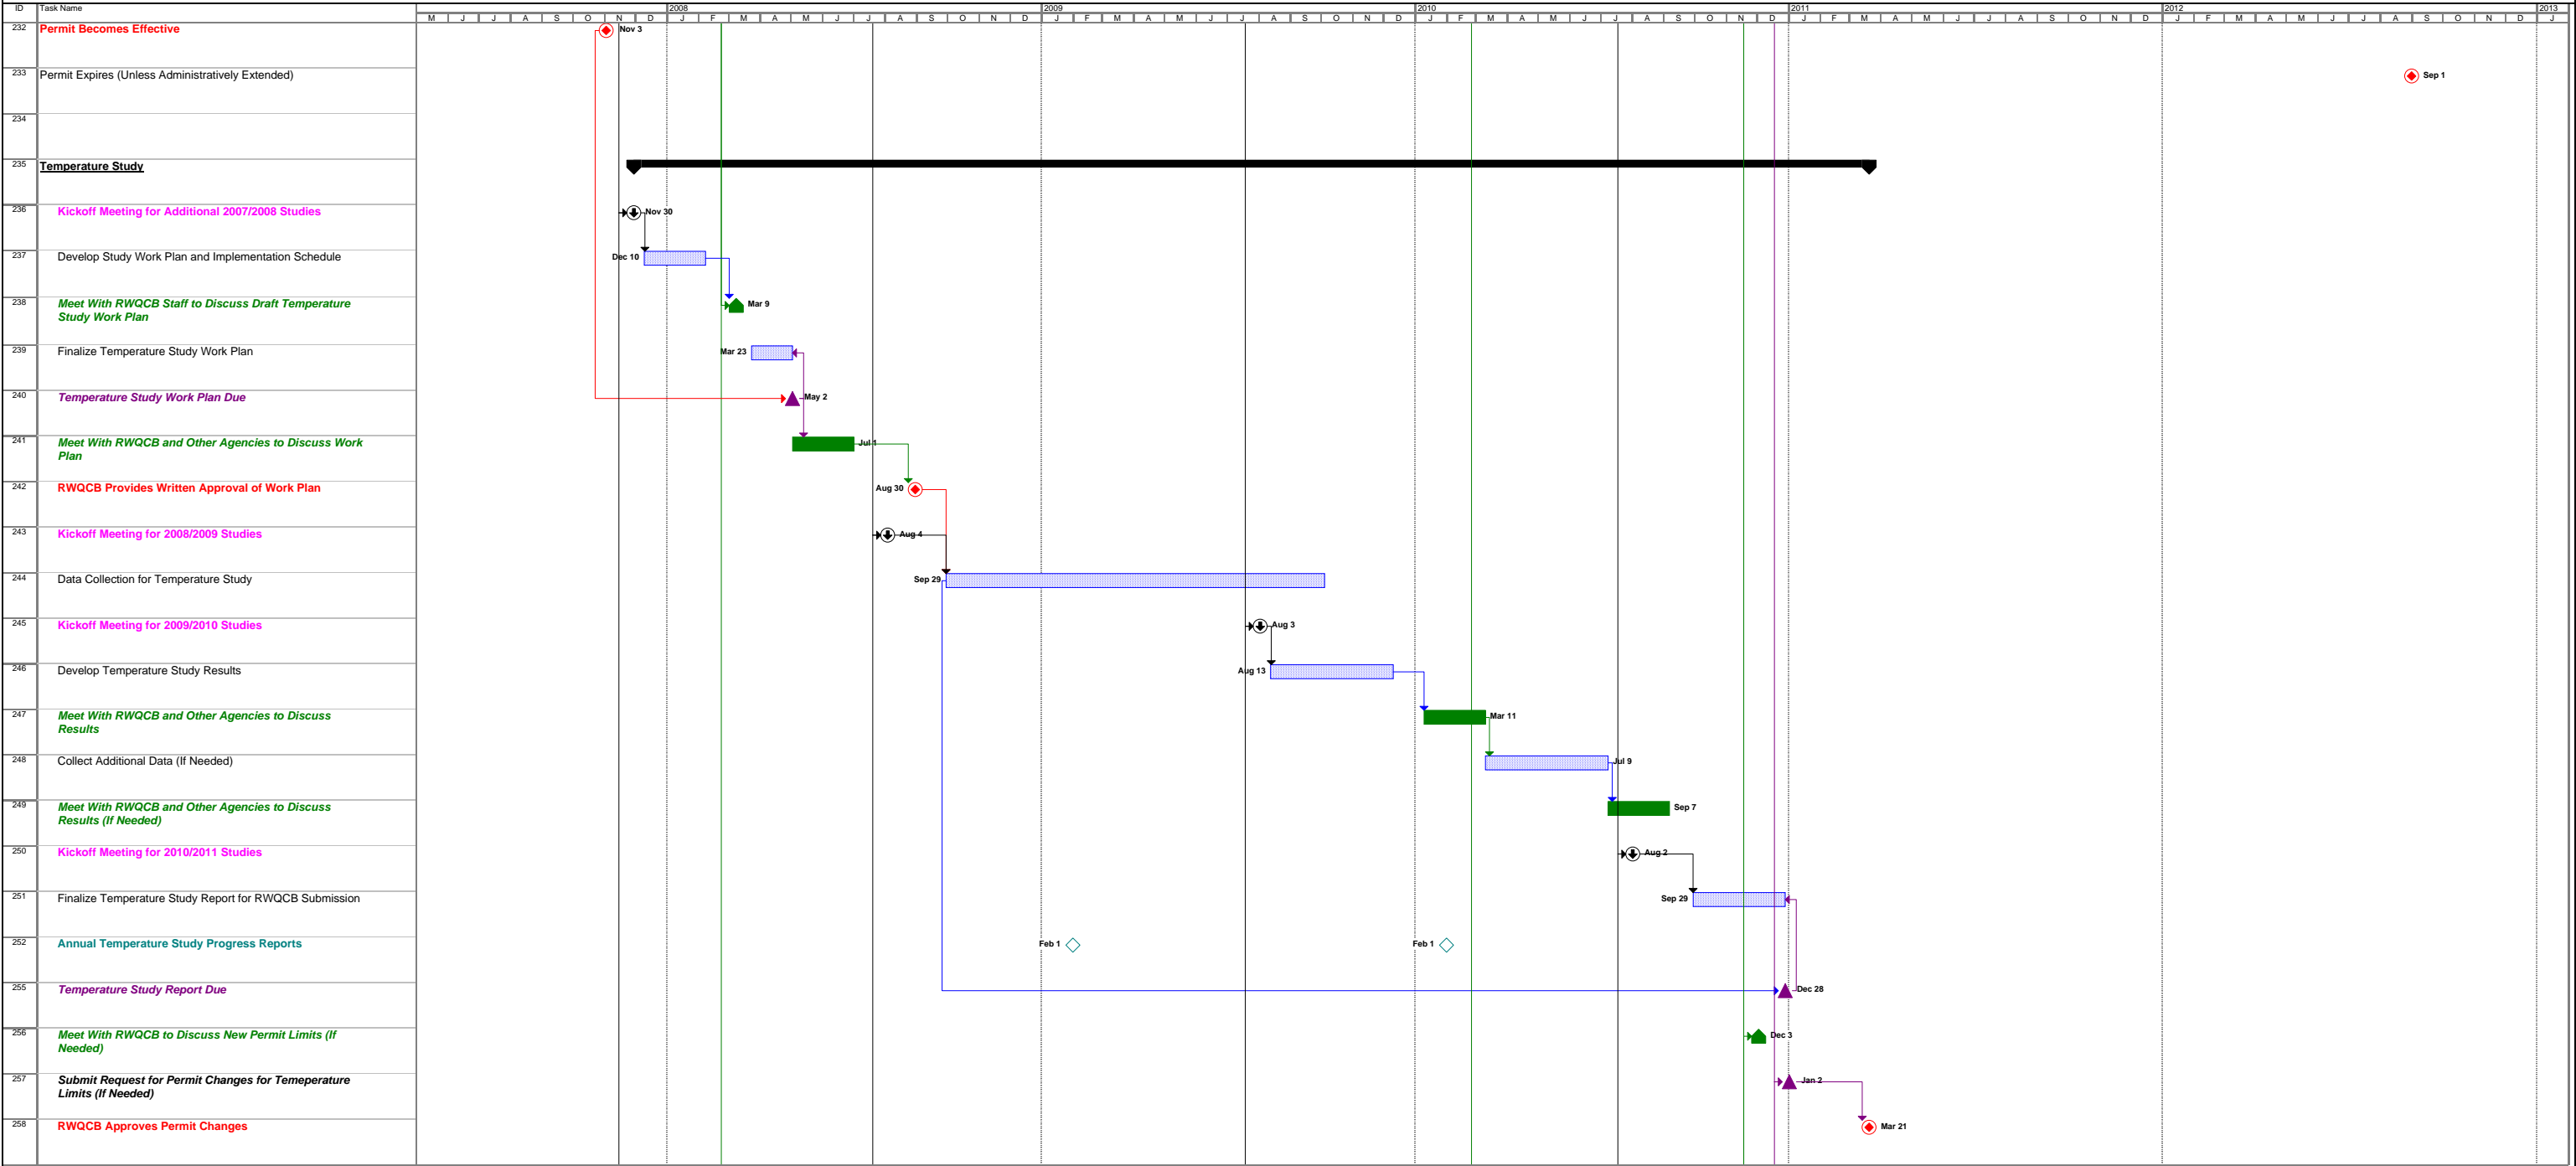 ID Task Name 2008 2009 2010 2011 2012 2013
M J J A S O N D J F M A M J J A S O N D J F M A M J J A S O N D J F M A M J J A S O N D J F M A M J J A S O N D J F M A M J J A S O N D J
232 Permit Becomes Effective Nov 3
233 Permit Expires (Unless Administratively Extended) Sep 1
234
235 Temperature Study
236 Kickoff Meeting for Additional 2007/2008 Studies Nov 30
237 Develop Study Work Plan and Implementation Schedule Dec 10
238 Meet With RWQCB Staff to Discuss Draft Temperature Mar 9
Study Work Plan
239 Finalize Temperature Study Work Plan Mar 23
240 Temperature Study Work Plan Due May 2
241 Meet With RWQCB and Other Agencies to Discuss Work Jul 1
Plan
242 RWQCB Provides Written Approval of Work Plan Aug 30
243 Kickoff Meeting for 2008/2009 Studies Aug 4
244 Data Collection for Temperature Study Sep 29
245 Kickoff Meeting for 2009/2010 Studies Aug 3
246 Develop Temperature Study Results Aug 13
247 Meet With RWQCB and Other Agencies to Discuss Mar 11
Results
248 Collect Additional Data (If Needed) Jul 9
249 Meet With RWQCB and Other Agencies to Discuss Sep 7
Results (If Needed)
250 Kickoff Meeting for 2010/2011 Studies Aug 2
251 Finalize Temperature Study Report for RWQCB Submission Sep 29
252 Annual Temperature Study Progress Reports Feb 1 Feb 1
255 Temperature Study Report Due Dec 28
256 Meet With RWQCB to Discuss New Permit Limits (If Dec 3
Needed)
257 Submit Request for Permit Changes for Temeperature Jan 2
Limits (If Needed)
258 RWQCB Approves Permit Changes Mar 21